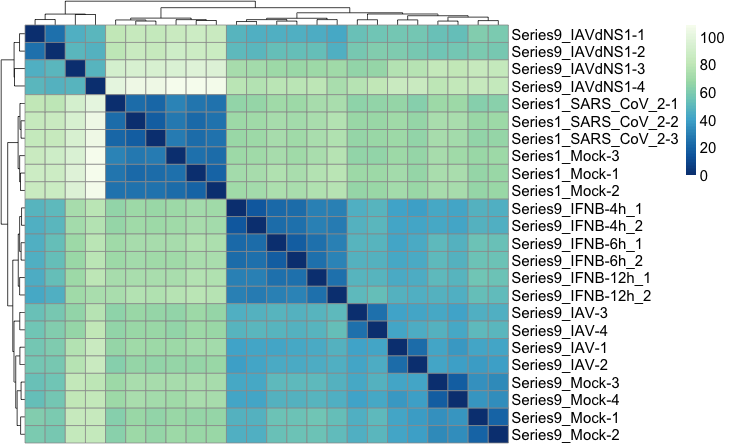 Series9_IAVdNS1-1
Series9_IAVdNS1-2
Series9_IAVdNS1-3
Series9_IAVdNS1-4
Series1_SARS_CoV_2-1
Series1_SARS_CoV_2-2
Series1_SARS_CoV_2-3
Series1_Mock-3
Series1_Mock-1
Series1_Mock-2
Series9_IFNB-4h_1
Series9_IFNB-4h_2
Series9_IFNB-6h_1
Series9_IFNB-6h_2
Series9_IFNB-12h_1
Series9_IFNB-12h_2
Series9_IAV-3
Series9_IAV-4
Series9_IAV-1
Series9_IAV-2
Series9_Mock-3
Series9_Mock-4
Series9_Mock-1
Series9_Mock-2
100
80
60
40
20
0